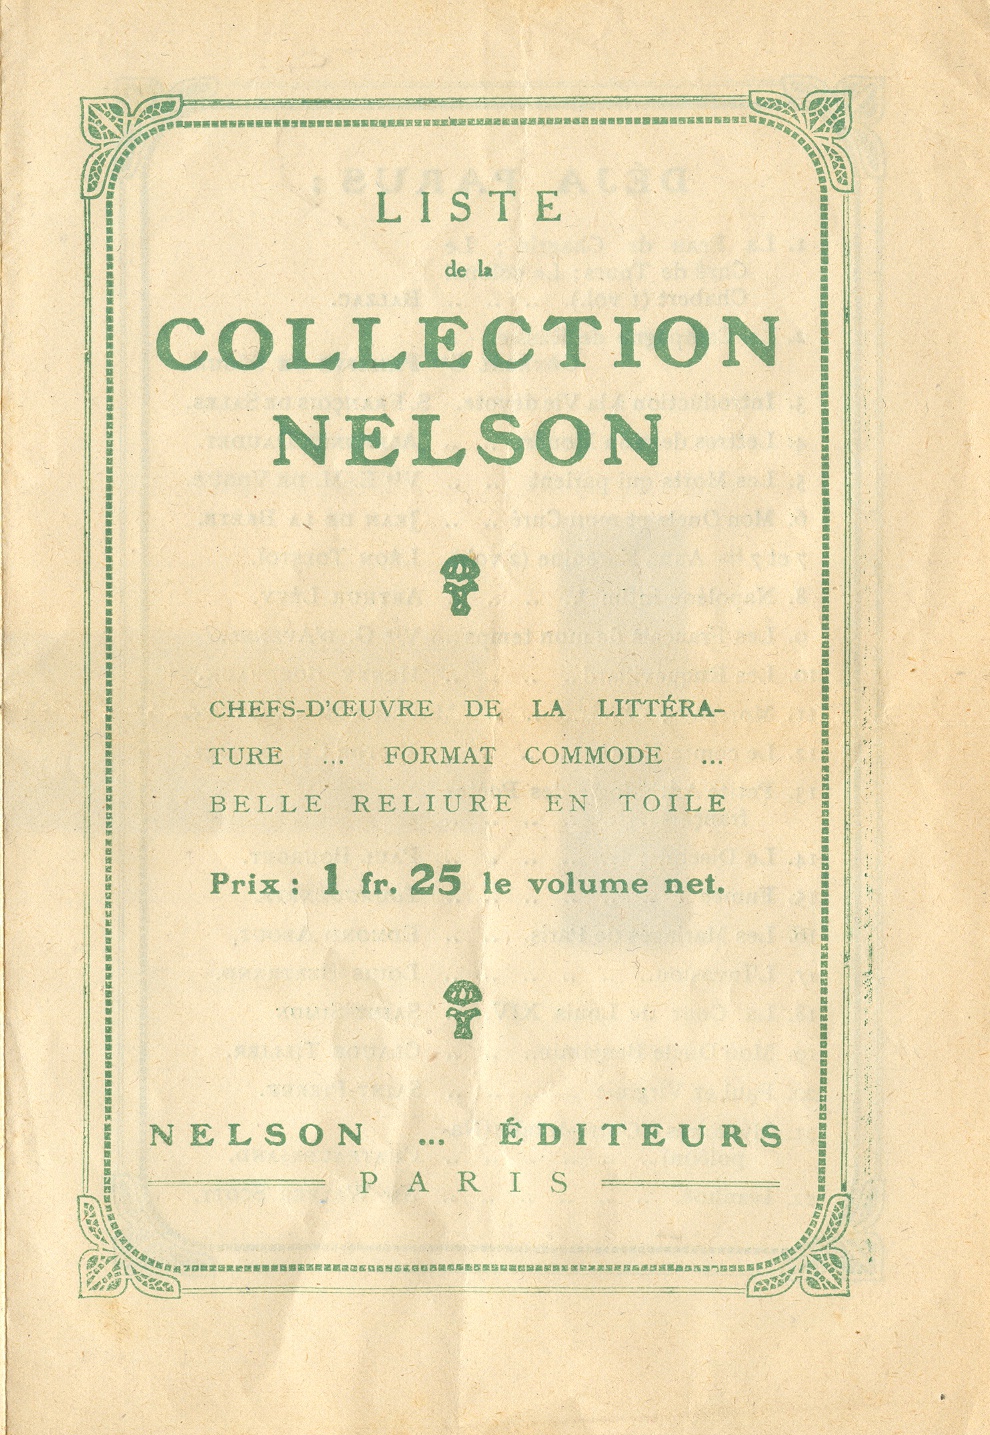 LISTE
de la
COLLECTION
NELSON
CHEFS-D'ŒUVRE DE LA LITTÉRA-
TURE ... FORMAT COMMODE ...
BELLE RELIURE EN TOILE
Prix : 1 fr. 25 le volume net.
NELSON ... ÉDITEURS
PARIS